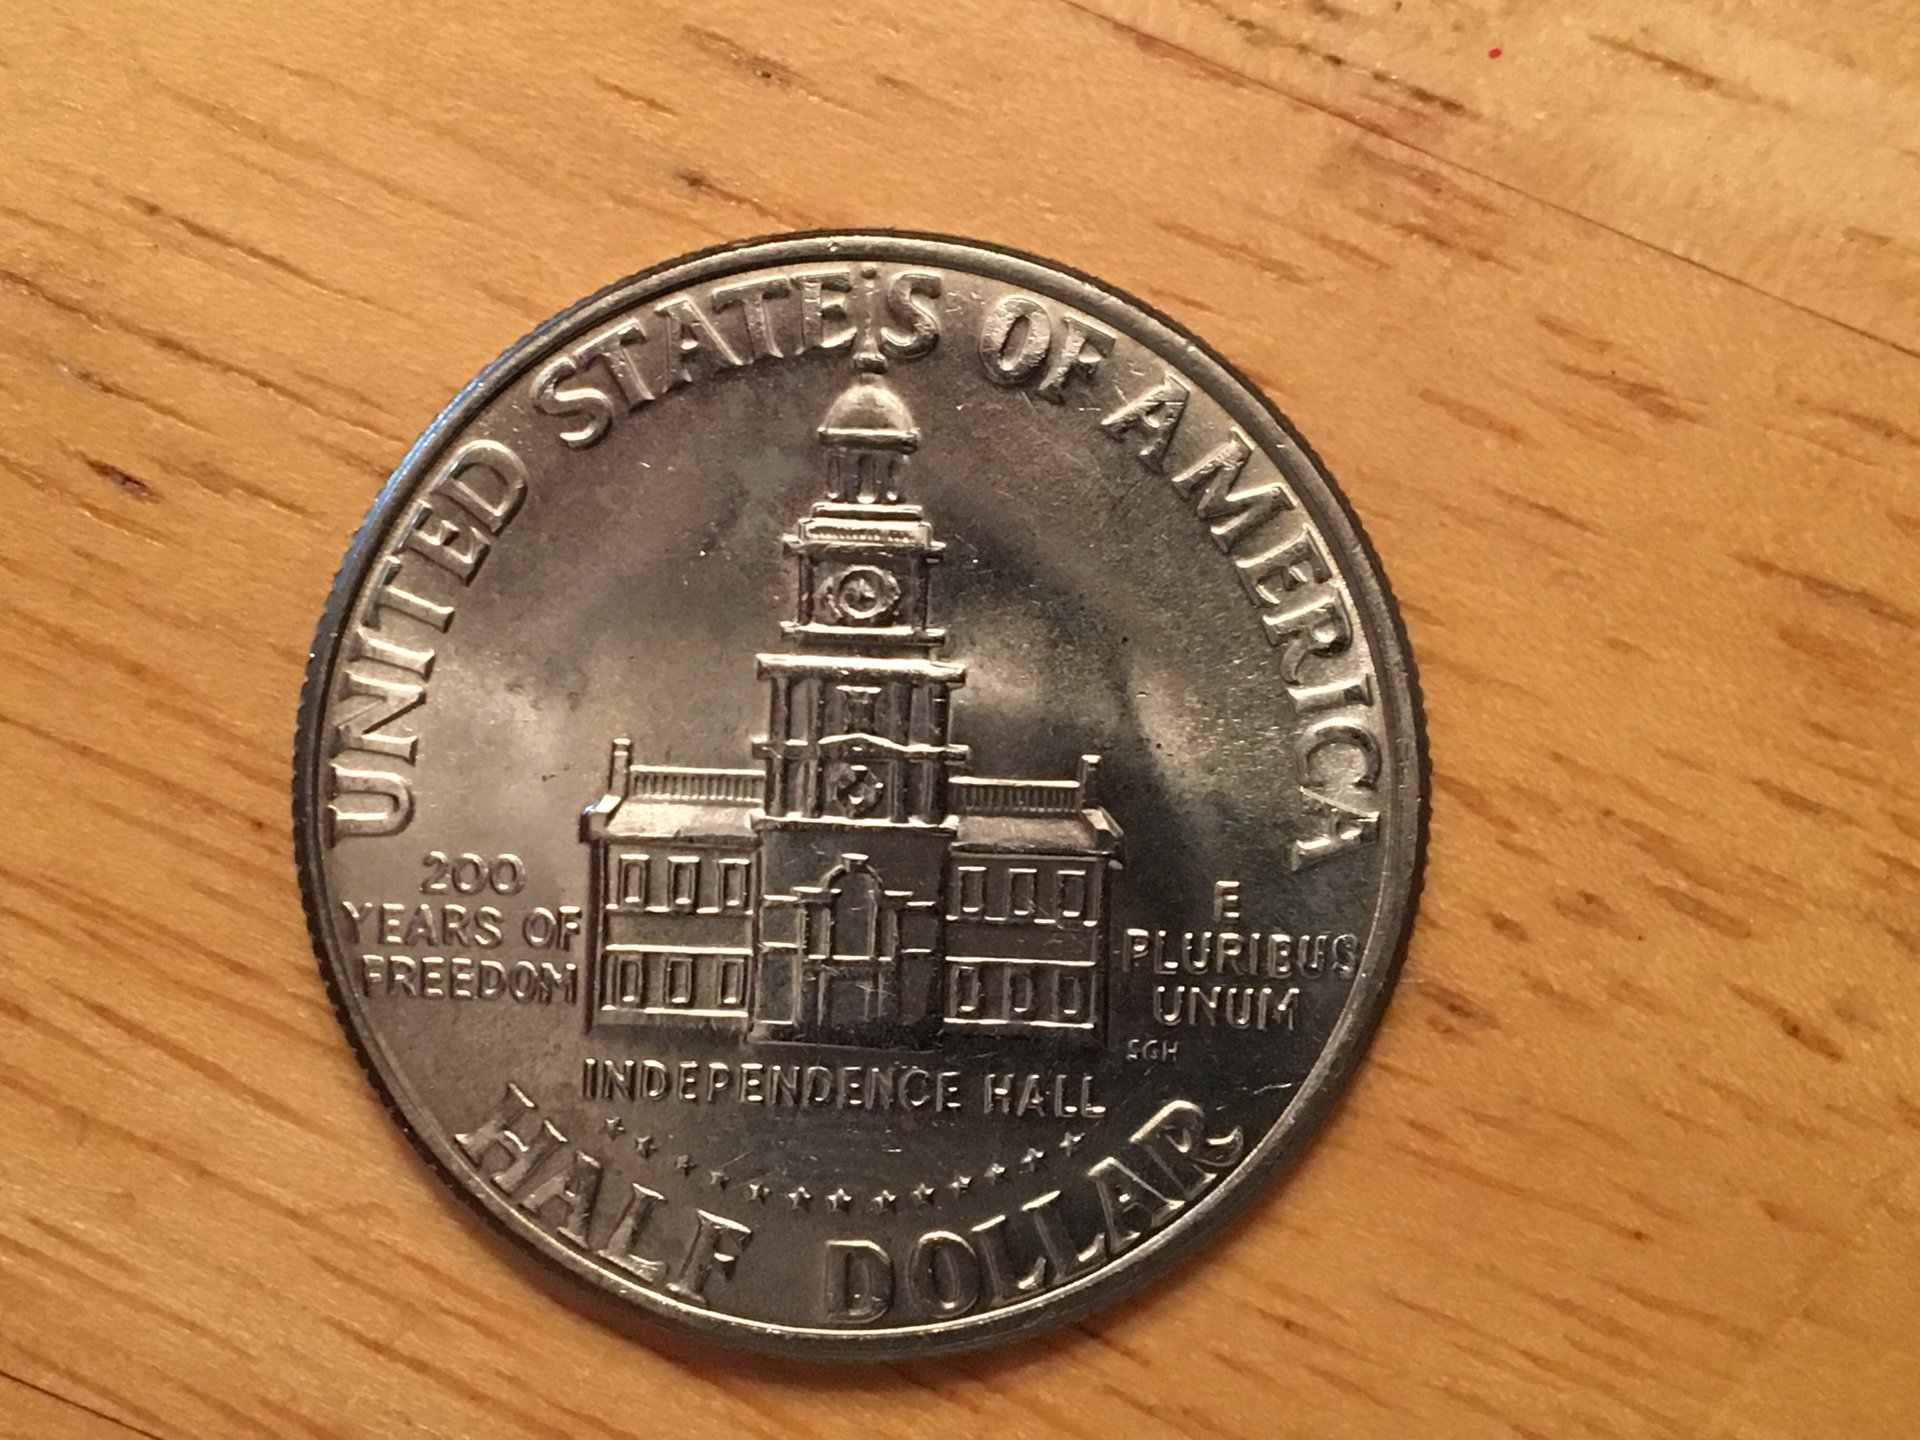 UNITED STATES OF AMERICA
200
YEARS OF
FREEDOM
E
PLURIBUS
UNUM
SGH
INDEPENDENCE HALL
HALF DOLLAR